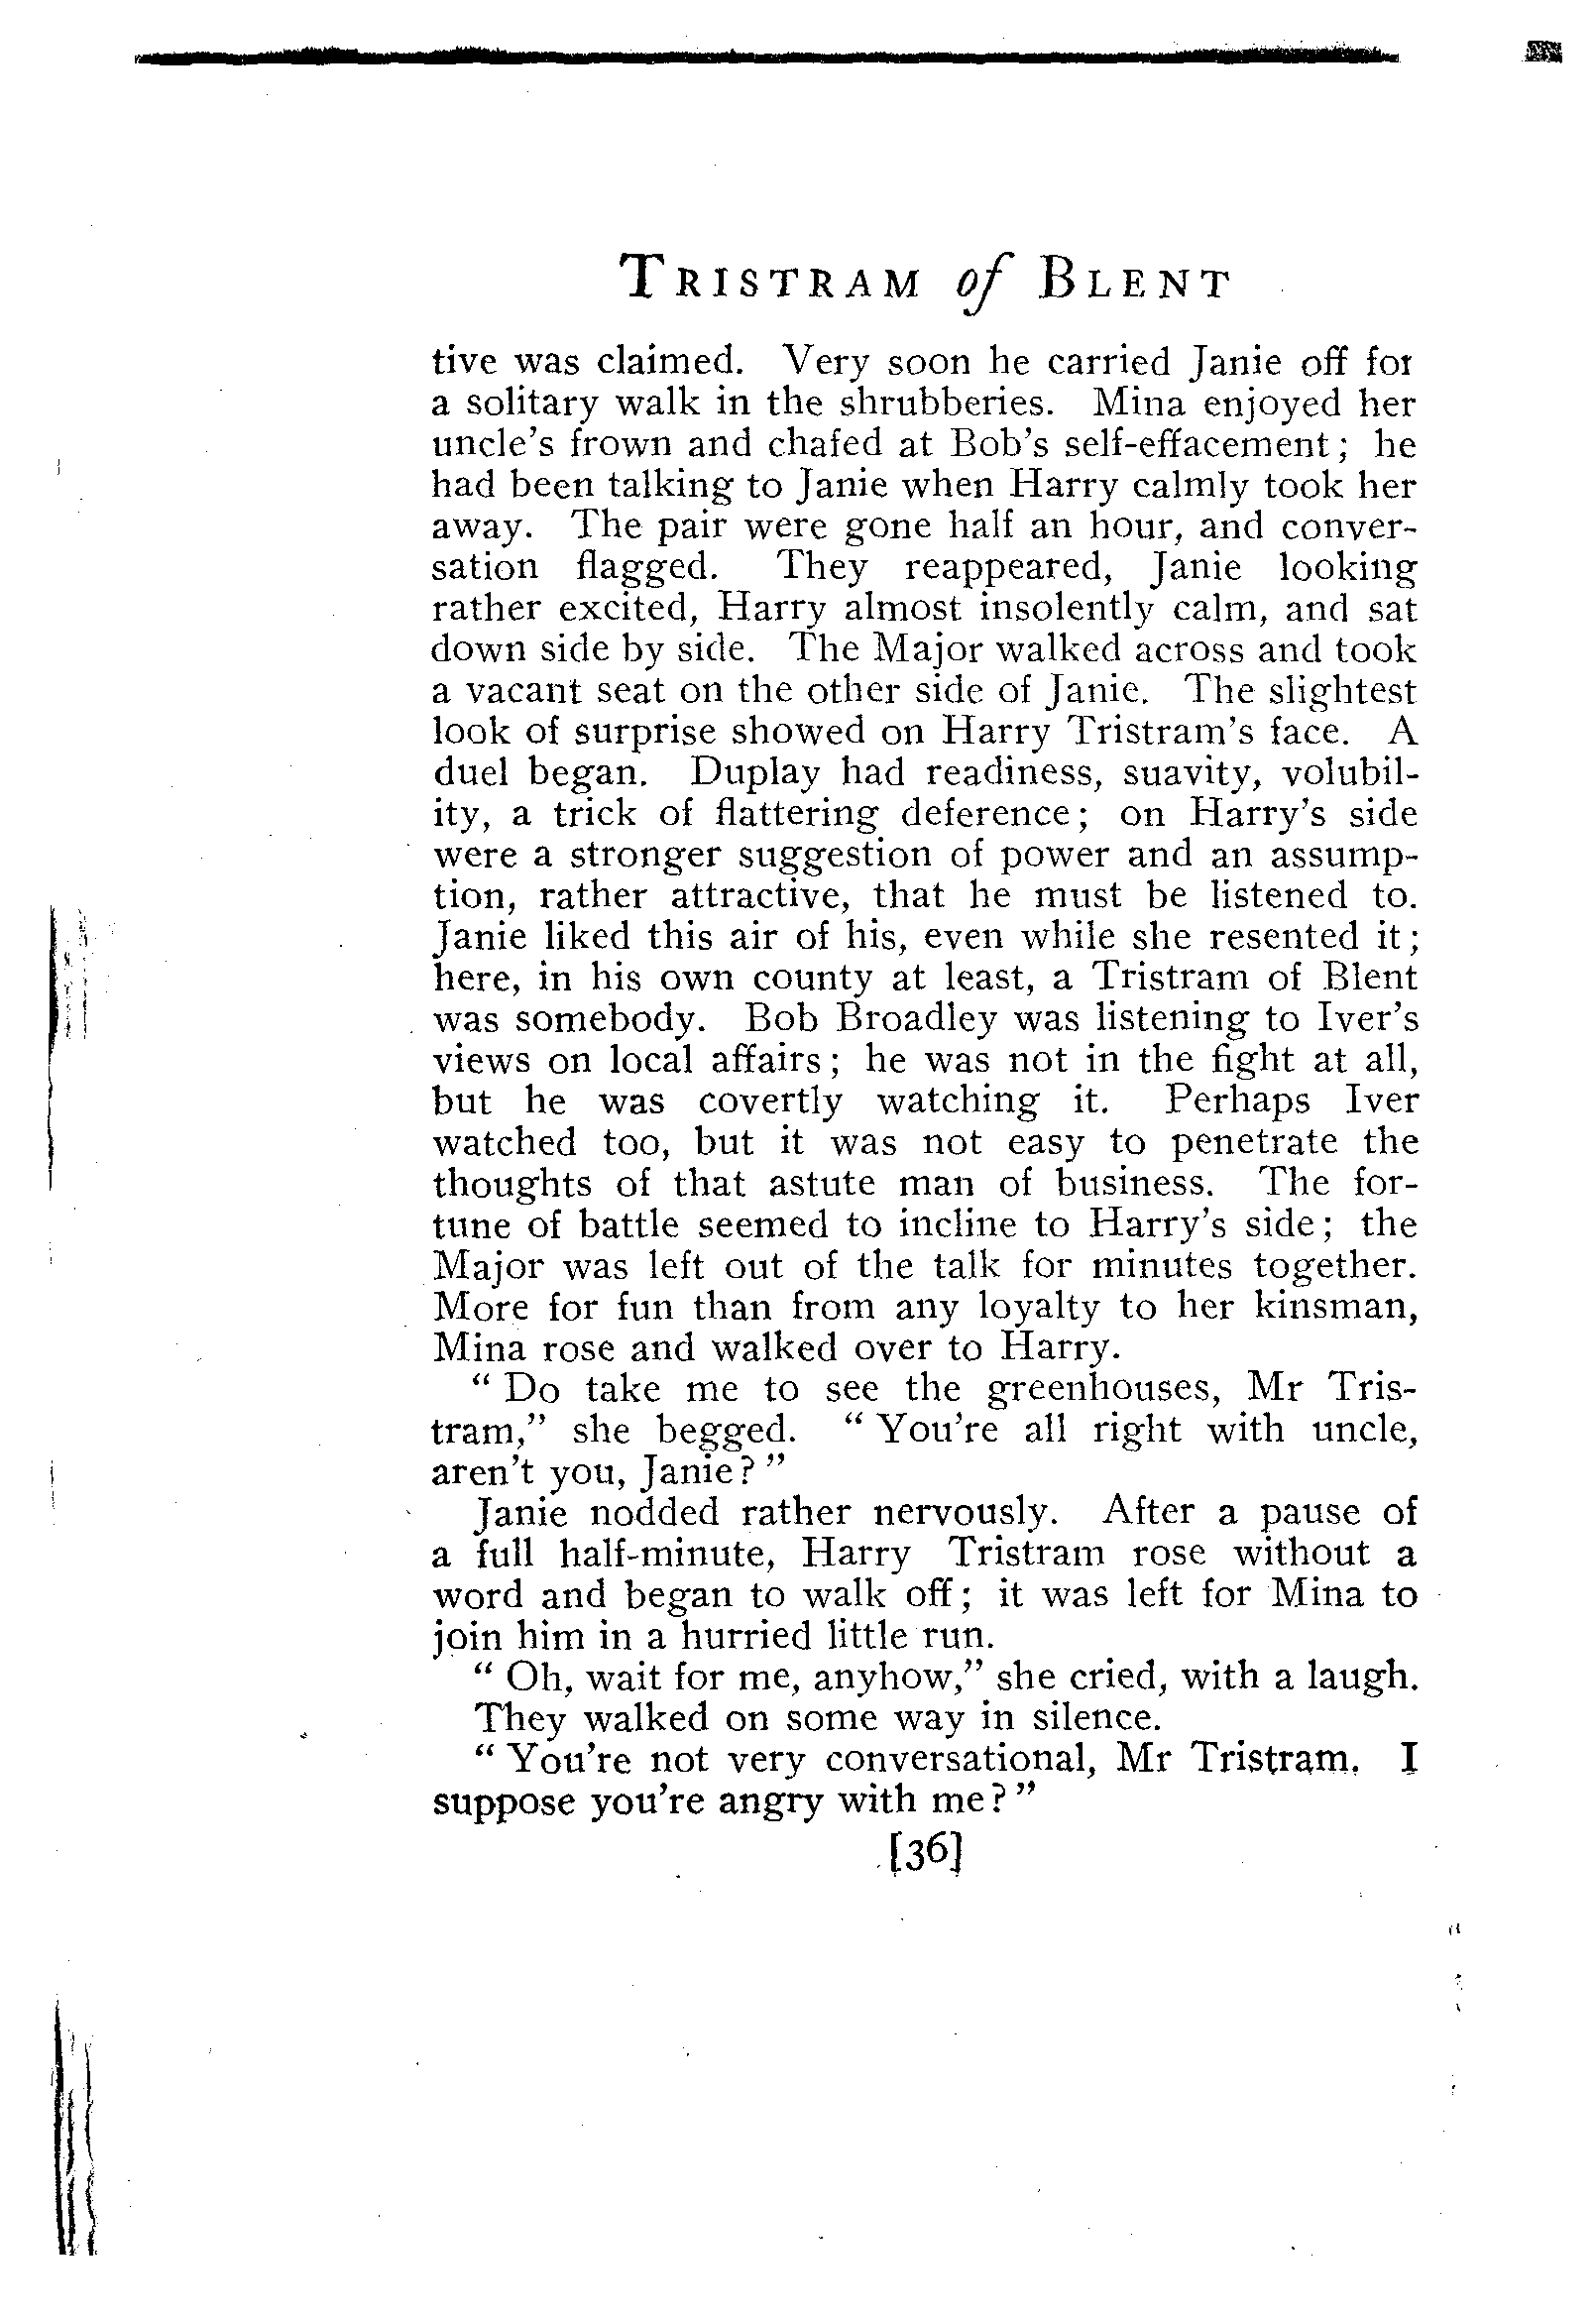 TRISTRAM of BLENT
tive was claimed. Very soon he carried Janie off for
a solitary walk in the shrubberies. Mina enjoyed her
uncle's frown and chafed at Bob's self-effacement; he
had been talking to Janie when Harry calmly took her
away. The pair were gone half an hour, and conver-
sation flagged. They reappeared, Janie looking
rather excited, Harry almost insolently calm, and sat
down side by side. The Major walked across and took
a vacant seat on the other side of Janie. The slightest
look of surprise showed on Harry Tristram's face. A
duel began. Duplay had readiness, suavity, volubil-
ity, a trick of flattering deference; on Harry's side
were a stronger suggestion of power and an assump-
tion, rather attractive, that he must be listened to.
Janie liked this air of his, even while she resented it;
here, in his own county at least, a Tristram of Blent
was somebody. Bob Broadley was listening to Iver's
views on local affairs; he was not in the fight at all,
but he was covertly watching it. Perhaps Iver
watched too, but it was not easy to penetrate the
thoughts of that astute man of business. The for-
tune of battle seemed to incline to Harry's side; the
Major was left out of the talk for minutes together.
More for fun than from any loyalty to her kinsman,
Mina rose and walked over to Harry.
“Do take me to see the greenhouses, Mr Tris-
tram,” she begged. “You're all right with uncle,
aren't you, Janie?”
Janie nodded rather nervously. After a pause of
a full half-minute, Harry Tristram rose without a
word and began to walk off; it was left for Mina to
join him in a hurried little run.
“Oh, wait for me, anyhow,” she cried, with a laugh.
They walked on some way in silence.
“You're not very conversational, Mr Tristram. I
suppose you're angry with me?”
[36]